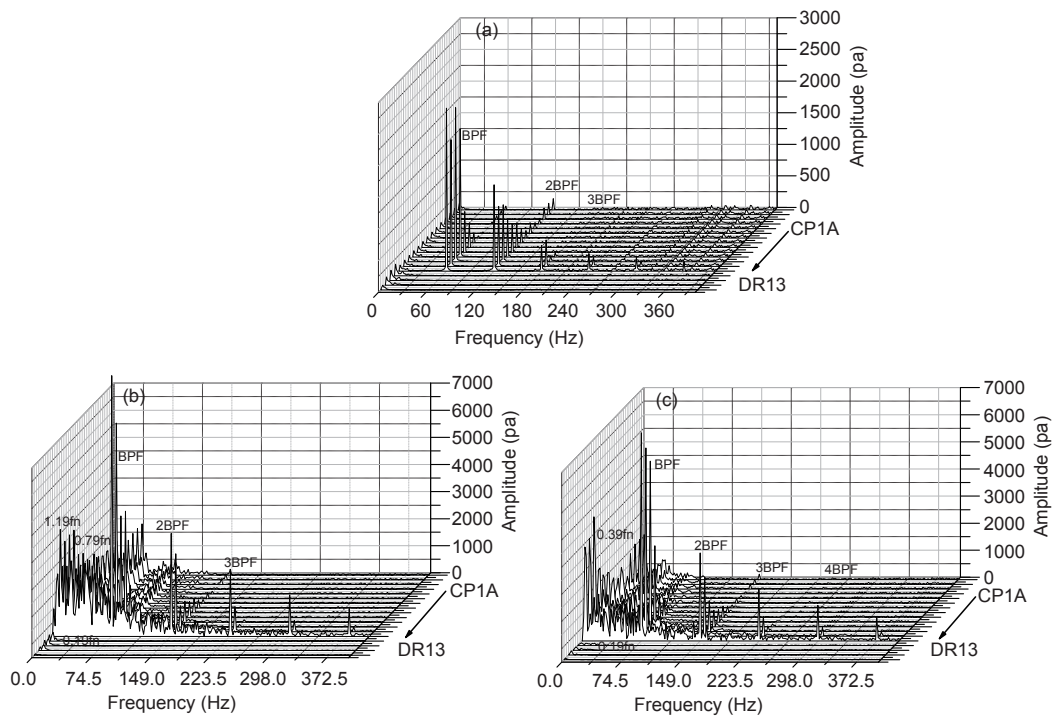 (a)
3000
2500
2000
1500
1000
500
0
Amplitude (pa)
BPF
2BPF
3BPF
CP1A
DR13
0 60 120 180 240 300 360
Frequency (Hz)
(b)
7000
6000
5000
4000
3000
2000
1000
0
Amplitude (pa)
BPF
1.19fn
0.79fn
2BPF
3BPF
0.19fn
CP1A
DR13
0.0 74.5 149.0 223.5 298.0 372.5
Frequency (Hz)
(c)
7000
6000
5000
4000
3000
2000
1000
0
Amplitude (pa)
BPF
0.39fn
2BPF
3BPF
4BPF
0.19fn
CP1A
DR13
0.0 74.5 149.0 223.5 298.0 372.5
Frequency (Hz)